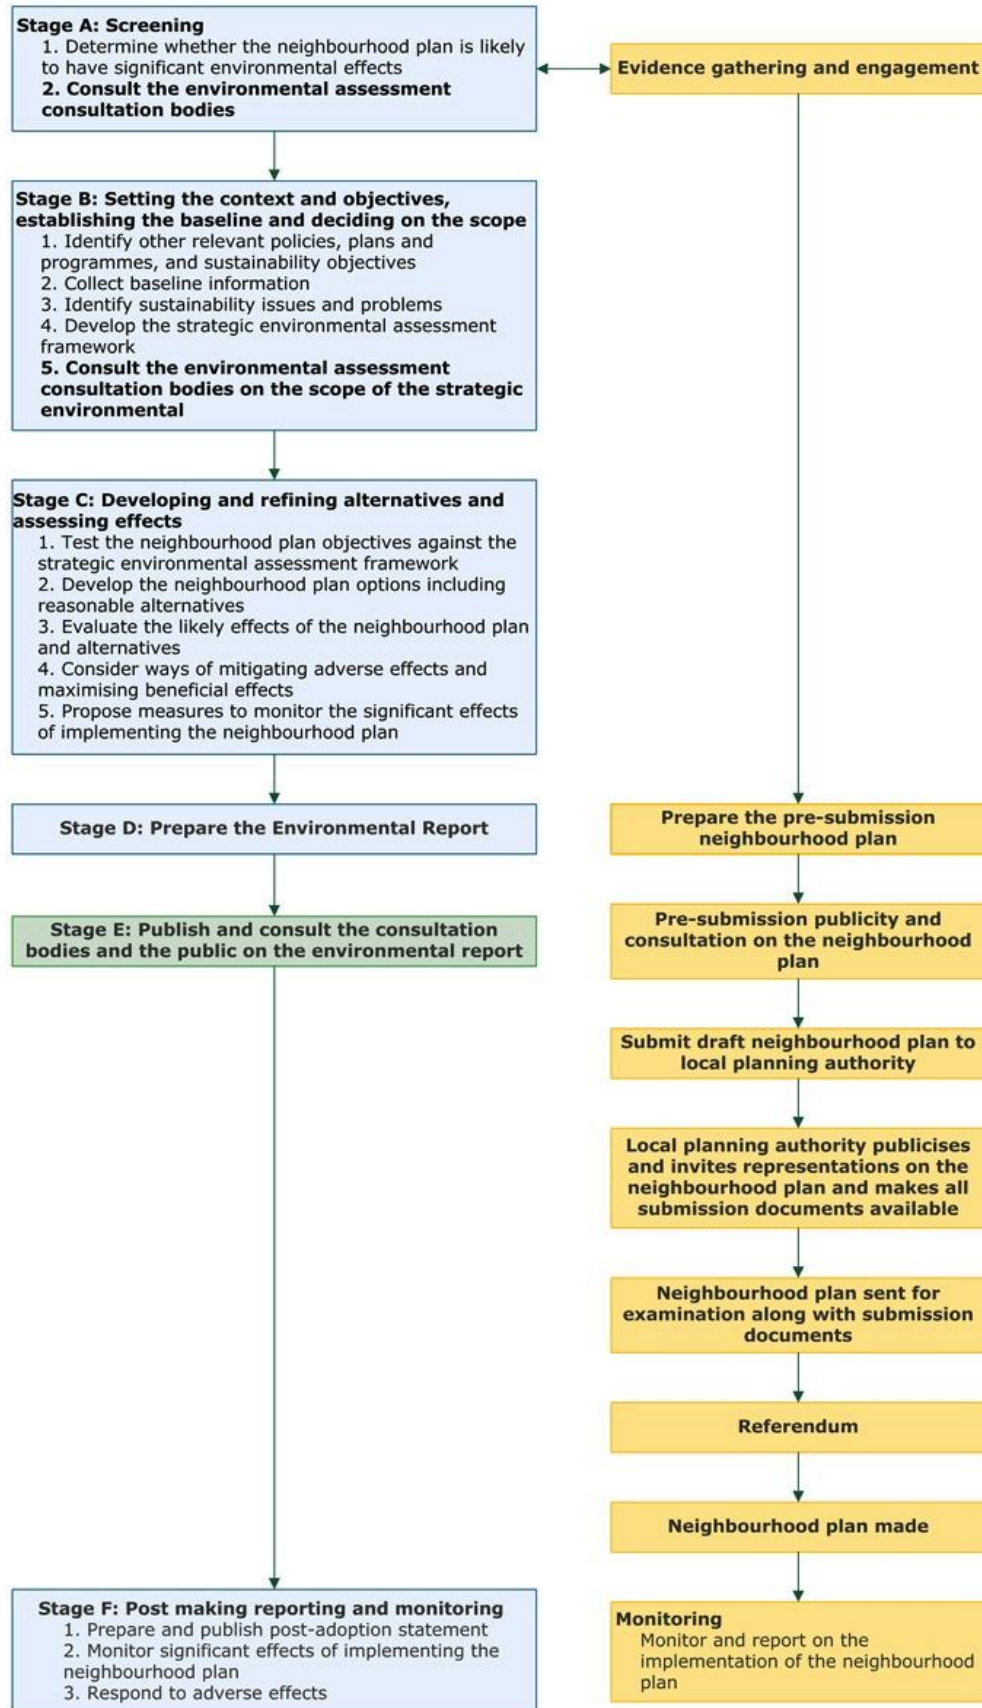 Stage A: Screening
1. Determine whether the neighbourhood plan is likely
to have significant environmental effects
2. Consult the environmental assessment
consultation bodies
Evidence gathering and engagement
Stage B: Setting the context and objectives,
establishing the baseline and deciding on the scope
1. Identify other relevant policies, plans and
programmes, and sustainability objectives
2. Collect baseline information
3. Identify sustainability issues and problems
4. Develop the strategic environmental assessment
framework
5. Consult the environmental assessment
consultation bodies on the scope of the strategic
environmental
Stage C: Developing and refining alternatives and
assessing effects
1. Test the neighbourhood plan objectives against the
strategic environmental assessment framework
2. Develop the neighbourhood plan options including
reasonable alternatives
3. Evaluate the likely effects of the neighbourhood plan
and alternatives
4. Consider ways of mitigating adverse effects and
maximising beneficial effects
5. Propose measures to monitor the significant effects
of implementing the neighbourhood plan
Stage D: Prepare the Environmental Report
Prepare the pre-submission
neighbourhood plan
Stage E: Publish and consult the consultation
bodies and the public on the environmental report
Pre-submission publicity and
consultation on the neighbourhood
plan
Submit draft neighbourhood plan to
local planning authority
Local planning authority publicises
and invites representations on the
neighbourhood plan and makes all
submission documents available
Neighbourhood plan sent for
examination along with submission
documents
Referendum
Neighbourhood plan made
Stage F: Post making reporting and monitoring
1. Prepare and publish post-adoption statement
2. Monitor significant effects of implementing the
neighbourhood plan
3. Respond to adverse effects
Monitoring
Monitor and report on the
implementation of the neighbourhood
plan